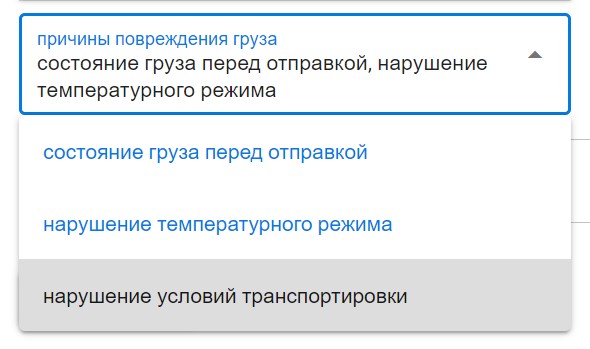 причины повреждения груза
состояние груза перед отправкой, нарушение
температурного режима
состояние груза перед отправкой
нарушение температурного режима
нарушение условий транспортировки